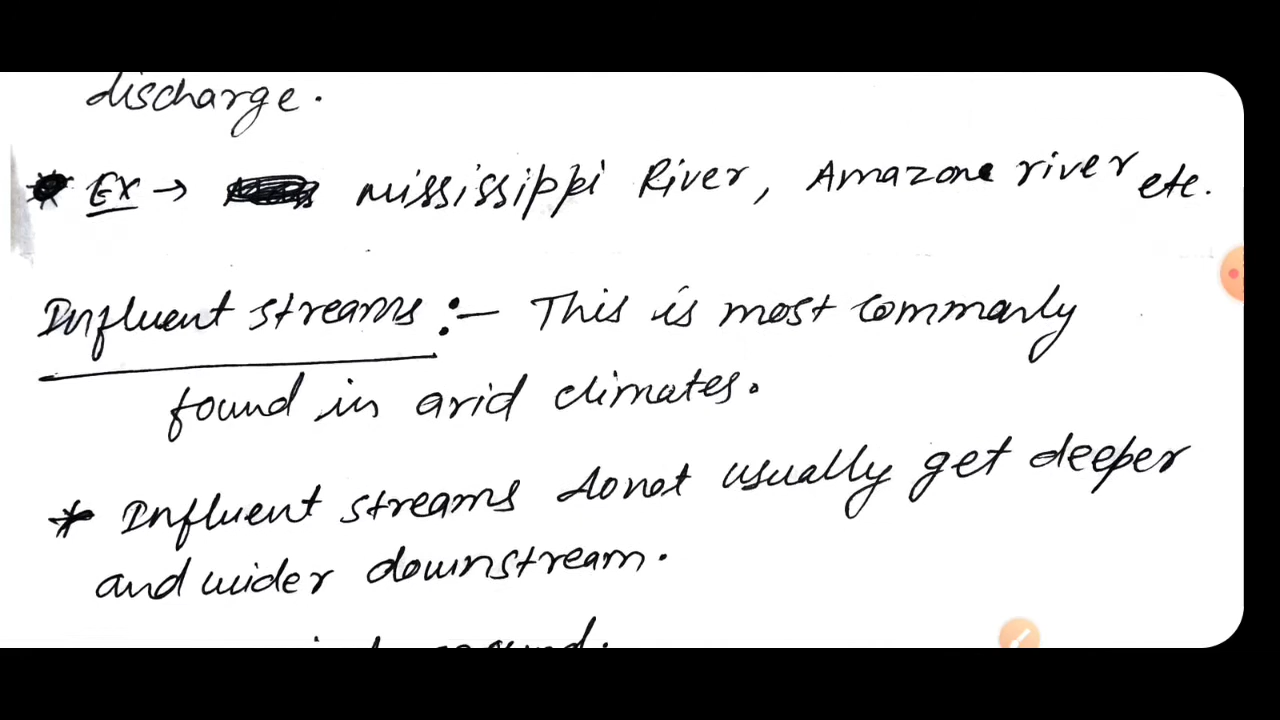 discharge.
* Ex → mississippi River, Amazone river etc.
Influent streams :- This is most commonly
found in arid climates.
* Influent streams donot usually get deeper
and wider downstream.